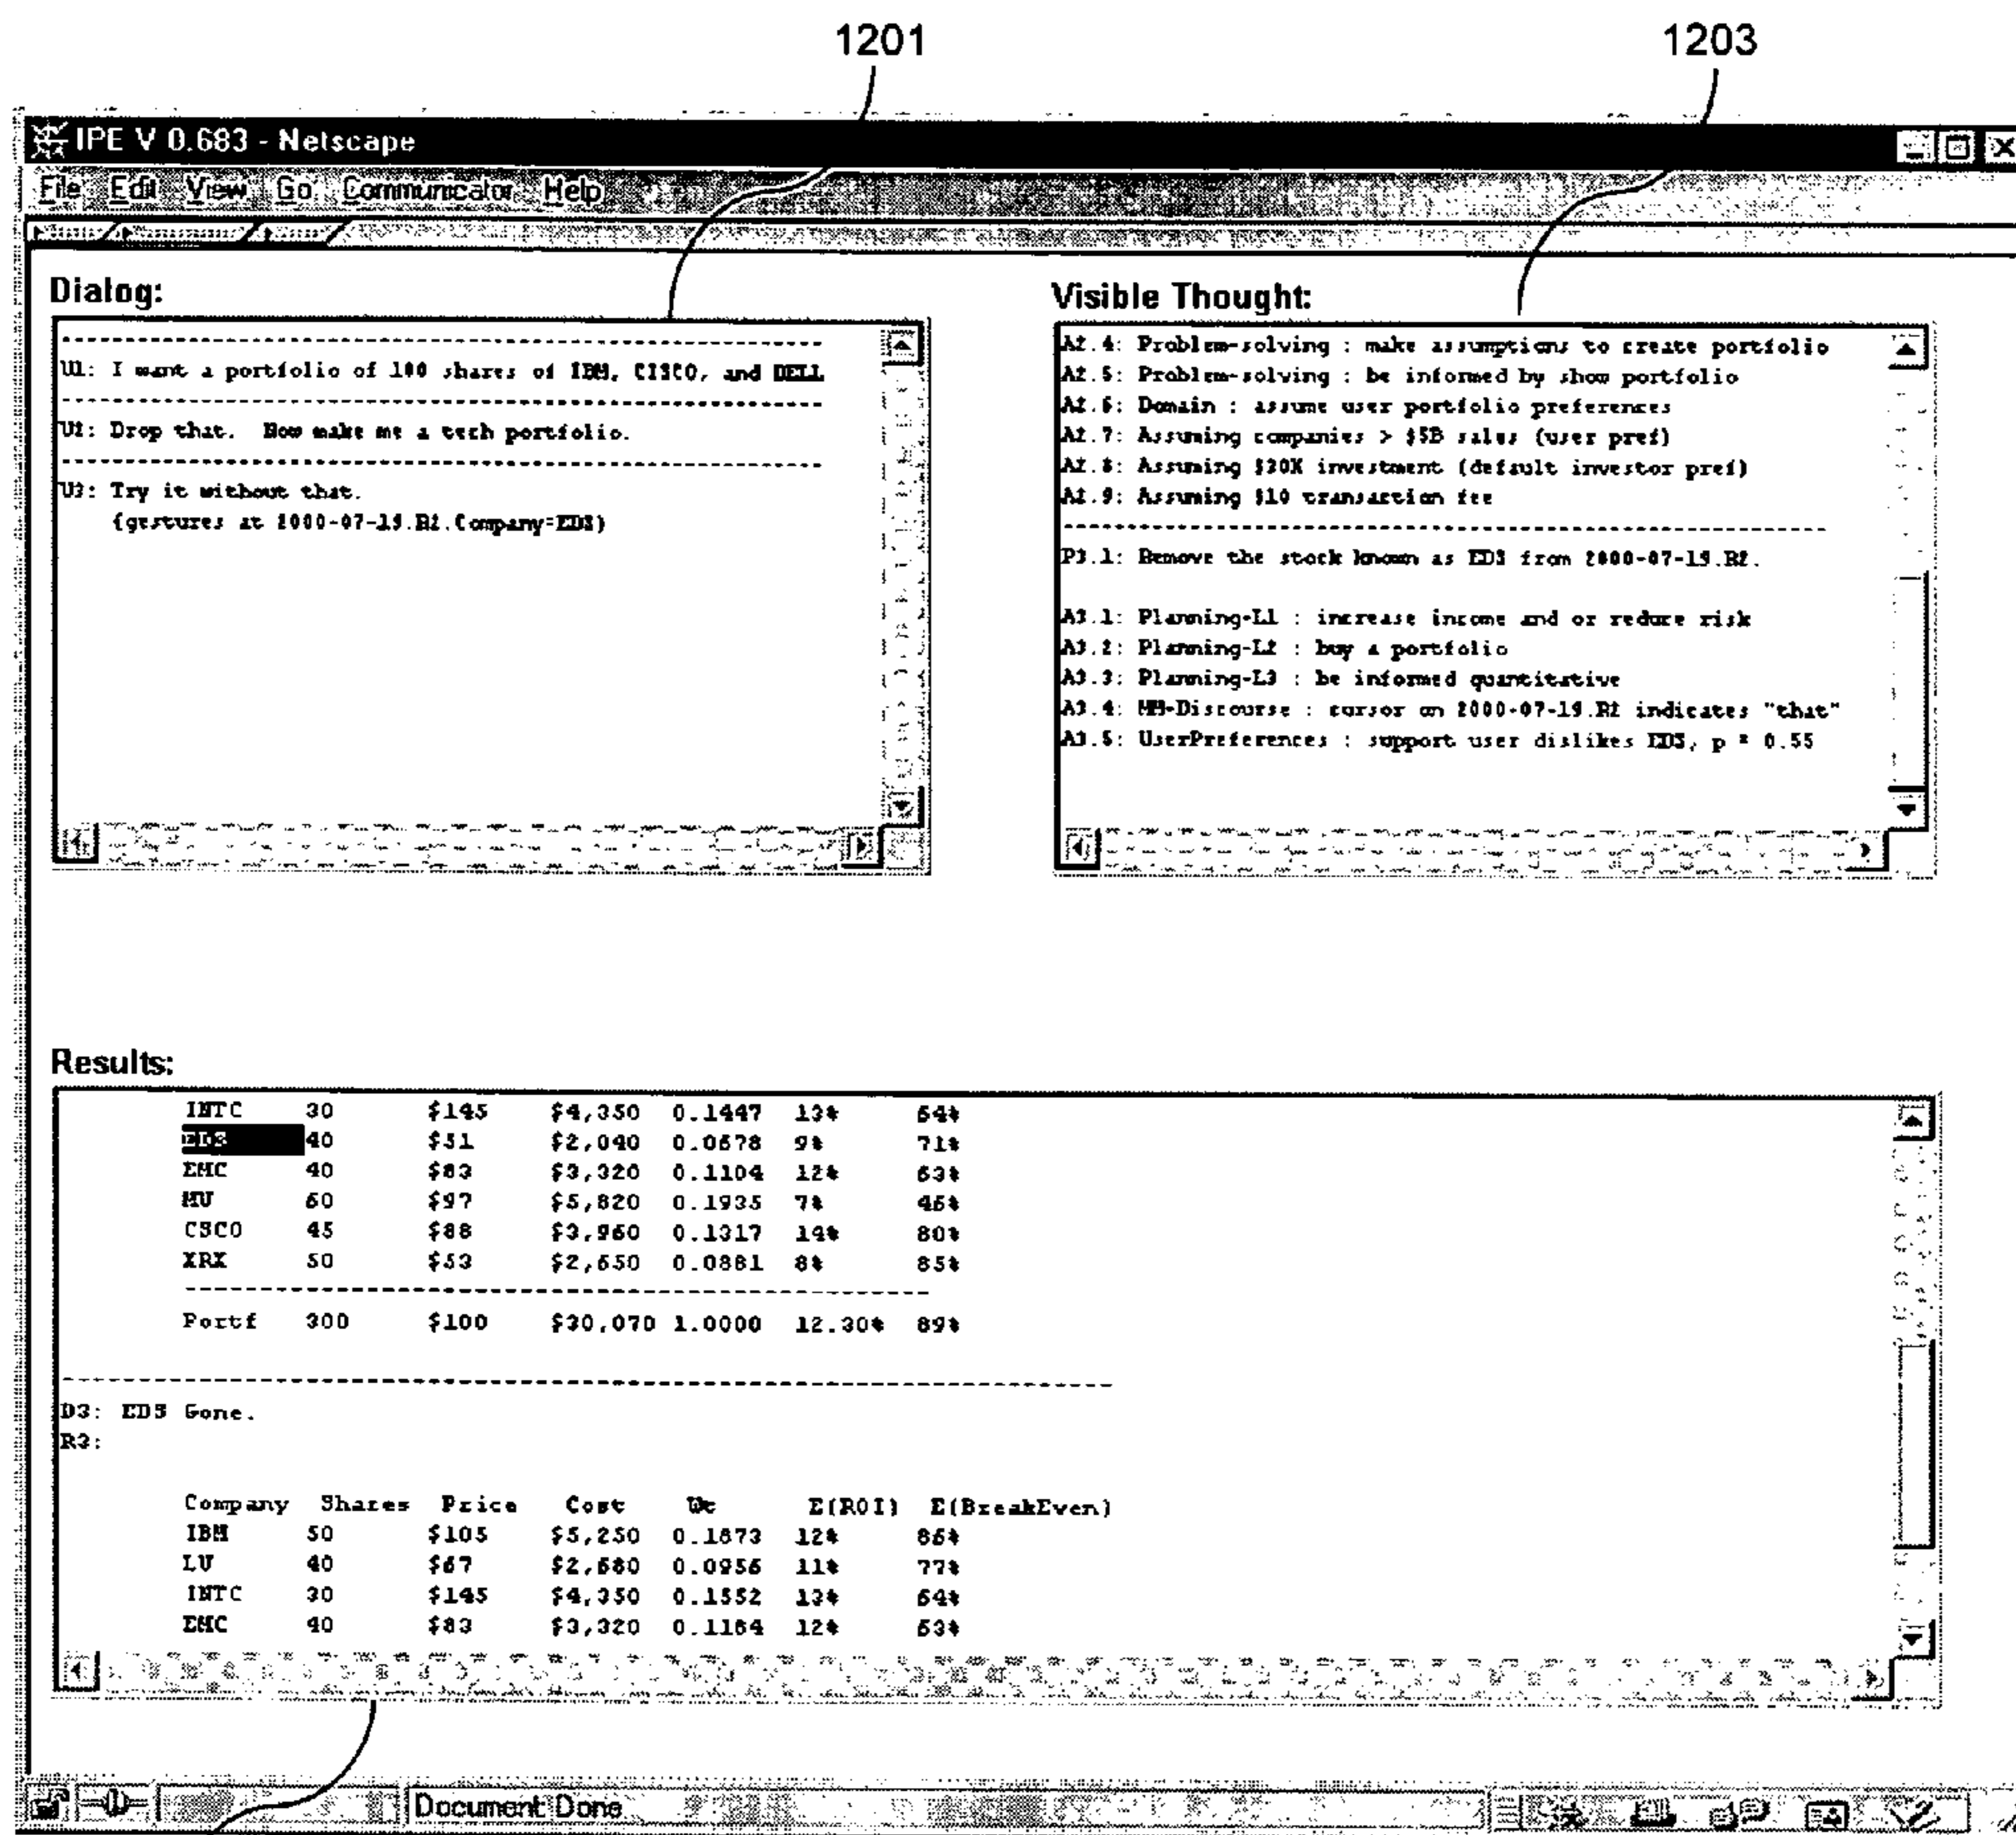 1201 1203
IPE V 0.683 - Netscape
File Edit View Go Communicator Help
Dialog:
U1: I want a portfolio of 100 shares of IBM, CISCO, and DELL
U2: Drop that. Now make me a tech portfolio.
U3: Try it without that.
(gestures at 2000-07-19.R2.Company=EDS)
Visible Thought:
A2.4: Problem-solving : make assumptions to create portfolio
A2.5: Problem-solving : be informed by show portfolio
A2.6: Domain : assume user portfolio preferences
A2.7: Assuming companies > $5B sales (user pref)
A2.8: Assuming $30K investment (default investor pref)
A2.9: Assuming $10 transaction fee
P3.1: Remove the stock known as EDS from 2000-07-19.R2.
A3.1: Planning-L1 : increase income and or reduce risk
A3.2: Planning-L2 : buy a portfolio
A3.3: Planning-L3 : be informed quantitative
A3.4: MM-Discourse : cursor on 2000-07-19.R2 indicates "that"
A3.5: UserPreferences : support user dislikes EDS, p = 0.55
Results:
INTC 30 $145 $4,350 0.1447 13% 64%
EDS 40 $51 $2,040 0.0678 9% 71%
EMC 40 $83 $3,320 0.1104 12% 63%
MU 60 $97 $5,820 0.1935 7% 46%
CSCO 45 $88 $3,960 0.1317 14% 80%
XRX 50 $53 $2,650 0.0881 8% 85%
Portf 300 $100 $30,070 1.0000 12.30% 89%
D3: EDS Gone.
R3:
Company Shares Price Cost Wt E(ROI) E(BreakEven)
IBM 50 $105 $5,250 0.1873 12% 86%
LU 40 $67 $2,680 0.0956 11% 77%
INTC 30 $145 $4,350 0.1552 13% 64%
EMC 40 $83 $3,320 0.1184 12% 63%
Document: Done